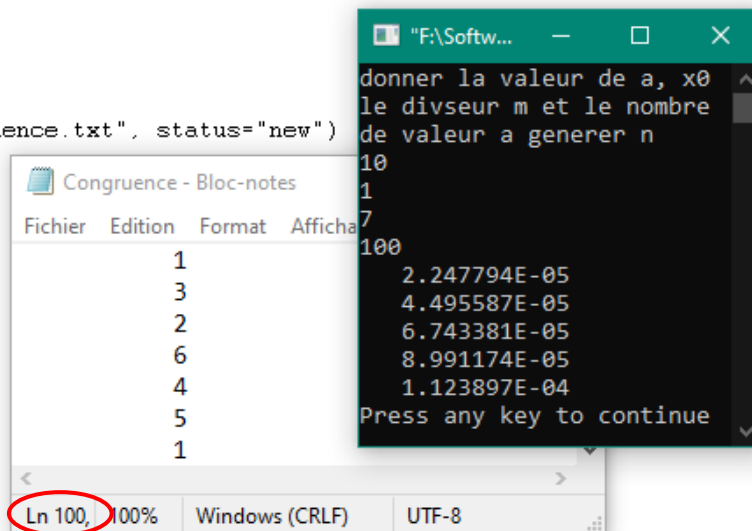 ence.txt", status="new")
Congruence - Bloc-notes
Fichier Edition Format Afficha
1
3
2
6
4
5
1
Ln 100, 100% Windows (CRLF) UTF-8
"F:\Softw...
donner la valeur de a, x0
le divseur m et le nombre
de valeur a generer n
10
1
7
100
2.247794E-05
4.495587E-05
6.743381E-05
8.991174E-05
1.123897E-04
Press any key to continue